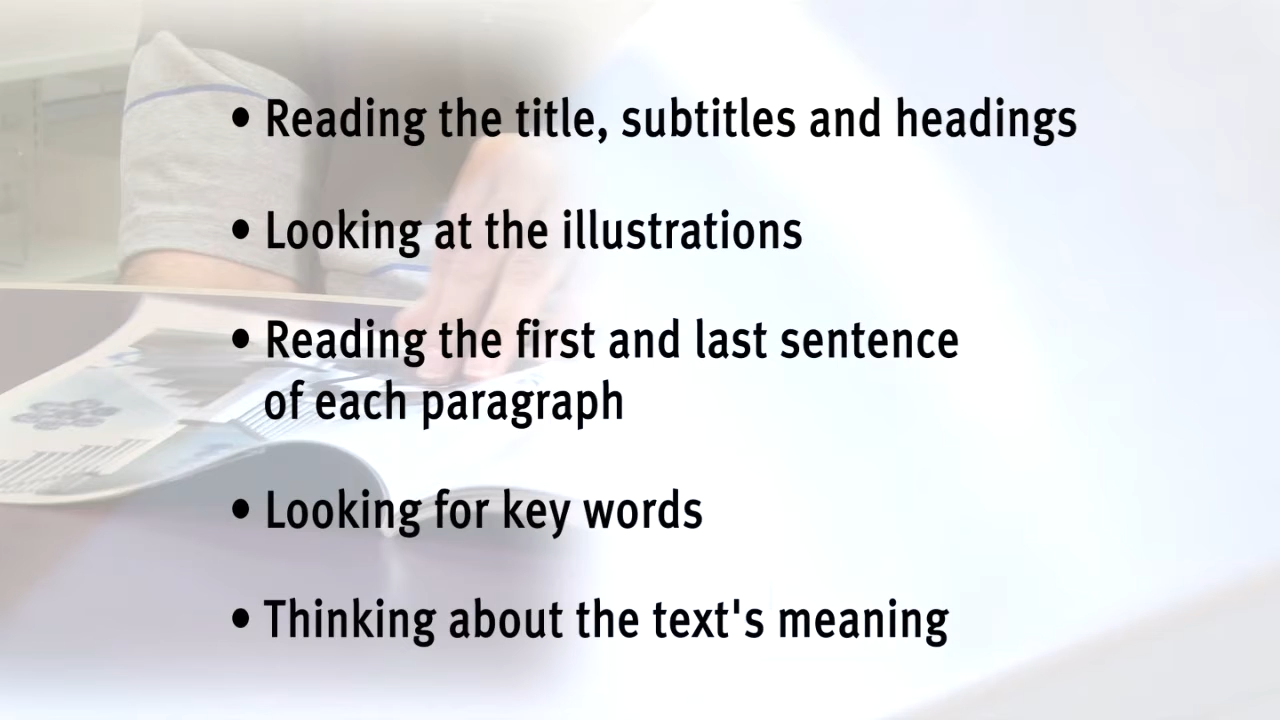 • Reading the title, subtitles and headings
• Looking at the illustrations
• Reading the first and last sentence
of each paragraph
• Looking for key words
• Thinking about the text's meaning